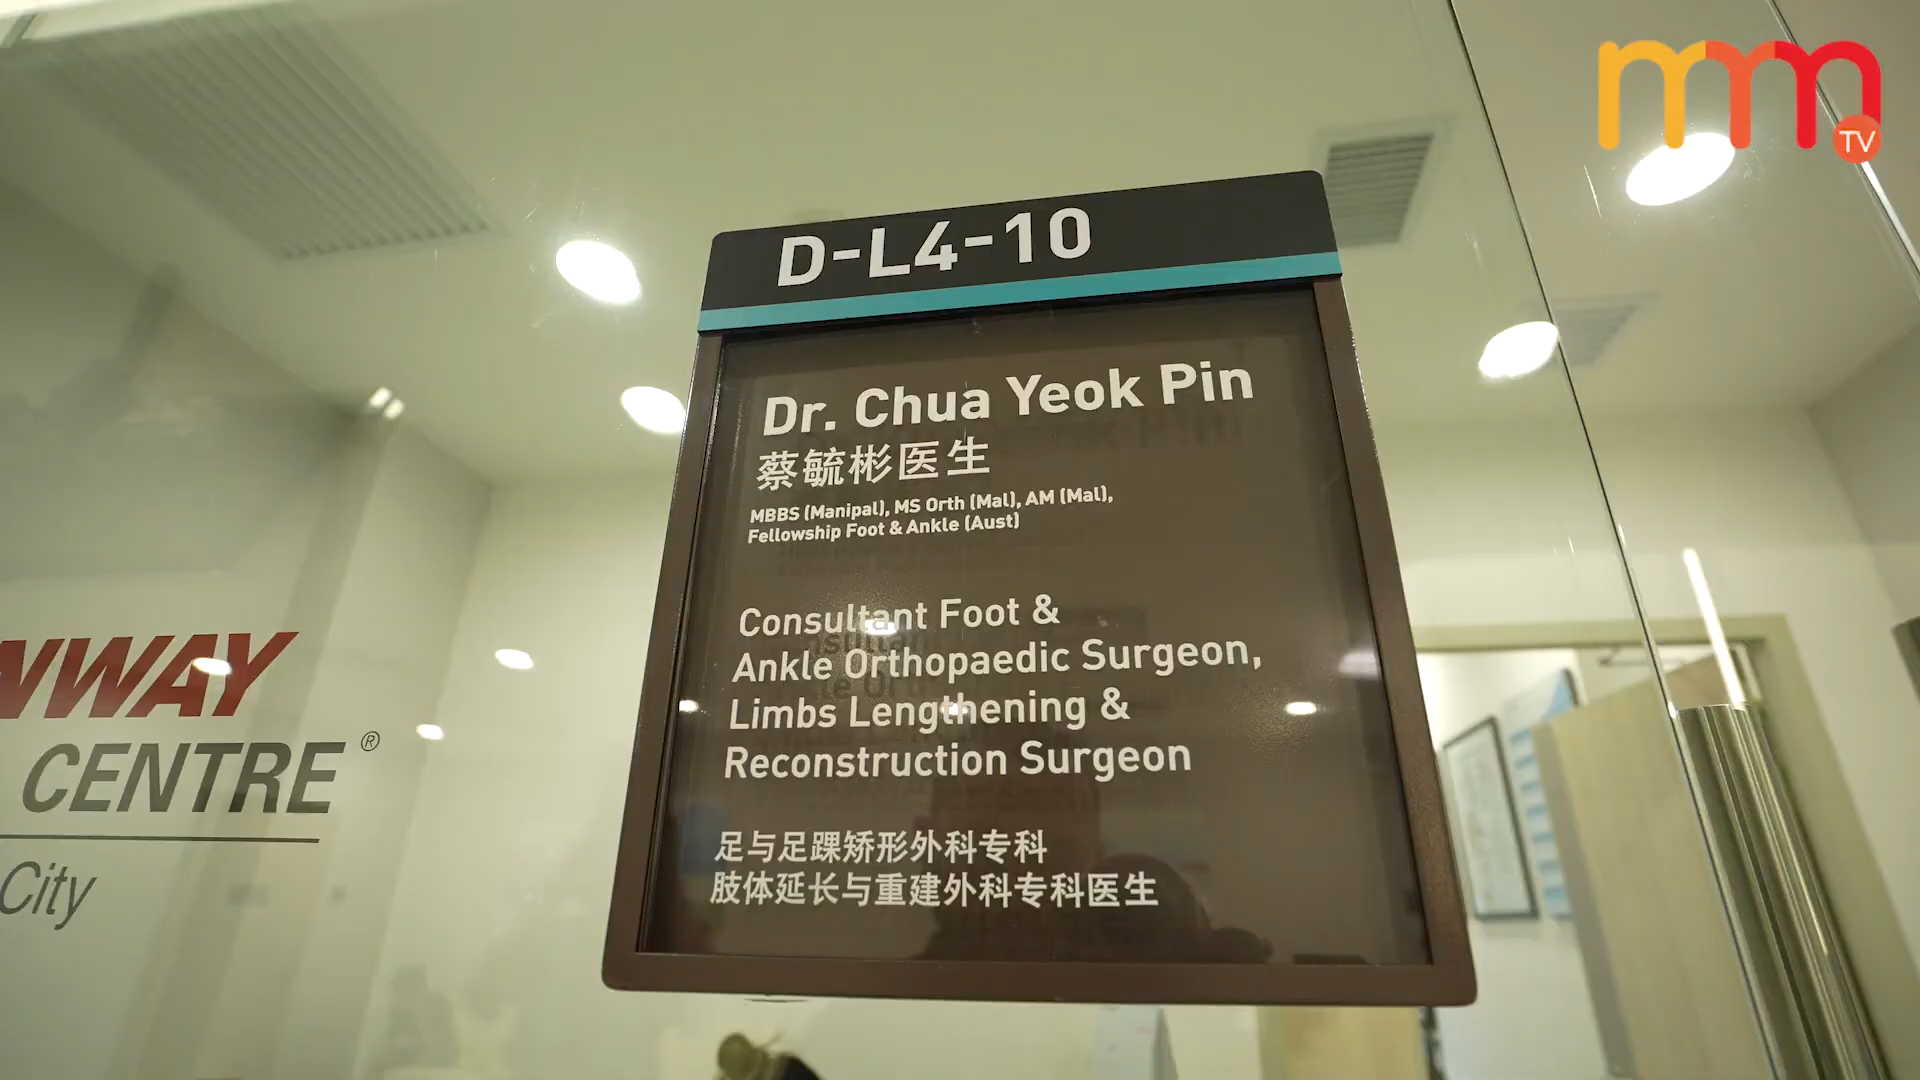 mm
TV
D-L4-10
Dr. Chua Yeok Pin
蔡毓彬医生
MBBS (Manipal), MS Orth (Mal), AM (Mal),
Fellowship Foot & Ankle (Aust)
Consultant Foot &
Ankle Orthopaedic Surgeon,
Limbs Lengthening &
Reconstruction Surgeon
足与足踝矫形外科专科
肢体延长与重建外科专科医生
NWAY
CENTRE®
City